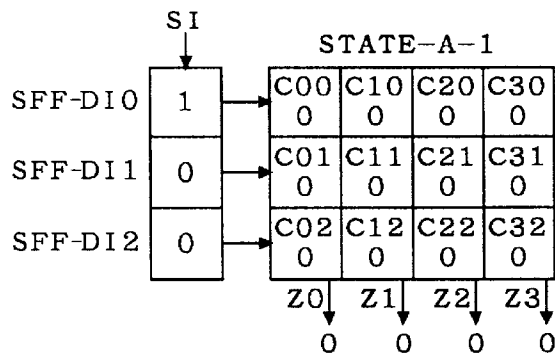 SI
STATE-A-1
SFF-DI0 1 C00 C10 C20 C30
0 0 0 0
SFF-DI1 0 C01 C11 C21 C31
0 0 0 0
SFF-DI2 0 C02 C12 C22 C32
0 0 0 0
Z0 Z1 Z2 Z3
0 0 0 0